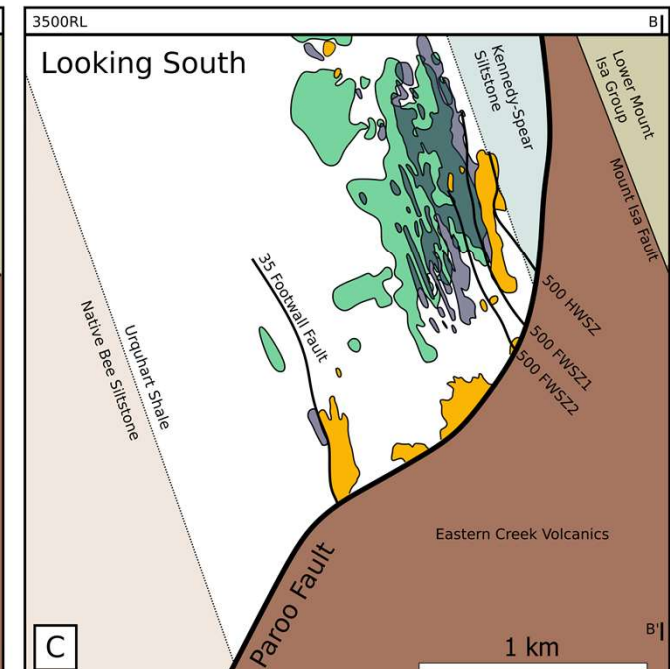 3500RL
B
Looking South
Kennedy-Spear
Siltstone
Lower Mount
Isa Group
Mount Isa Fault
35 Footwall Fault
500 HWSZ
500 FWSZ1
500 FWSZ2
Urquhart Shale
Native Bee Siltstone
Eastern Creek Volcanics
Paroo Fault
B'
C
1 km